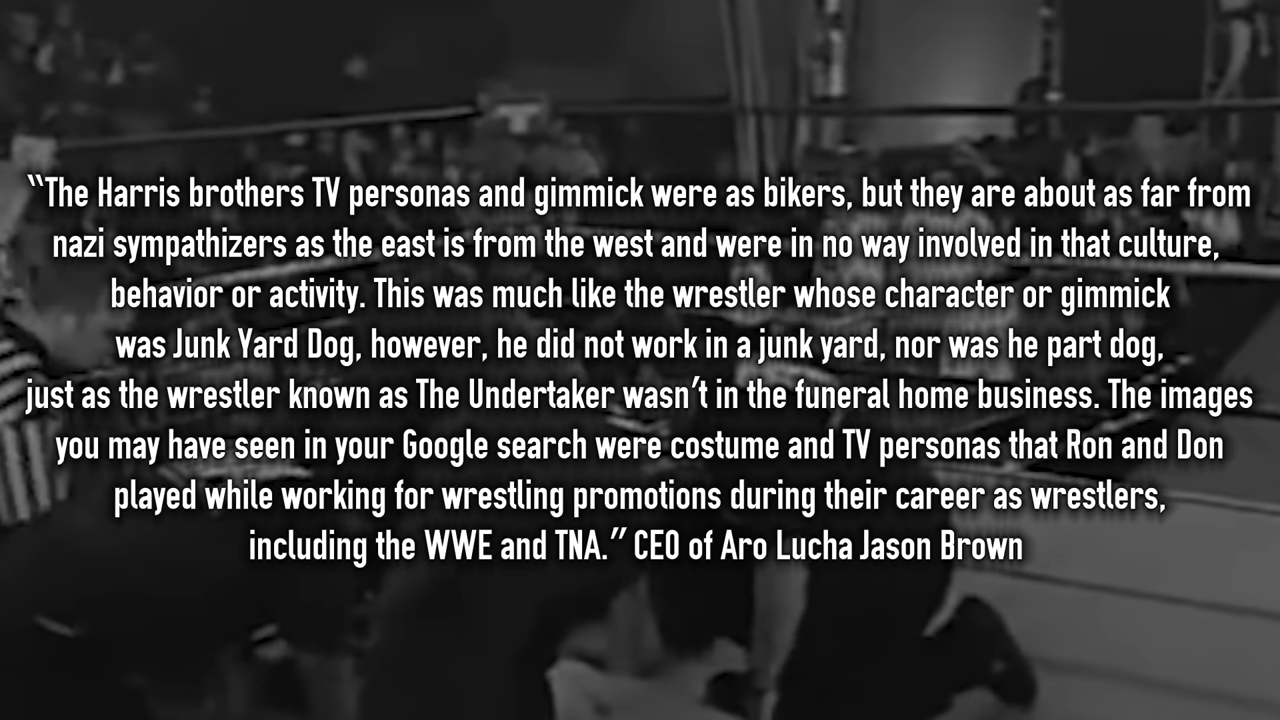 “The Harris brothers TV personas and gimmick were as bikers, but they are about as far from
nazi sympathizers as the east is from the west and were in no way involved in that culture,
behavior or activity. This was much like the wrestler whose character or gimmick
was Junk Yard Dog, however, he did not work in a junk yard, nor was he part dog,
just as the wrestler known as The Undertaker wasn’t in the funeral home business. The images
you may have seen in your Google search were costume and TV personas that Ron and Don
played while working for wrestling promotions during their career as wrestlers,
including the WWE and TNA.” CEO of Aro Lucha Jason Brown